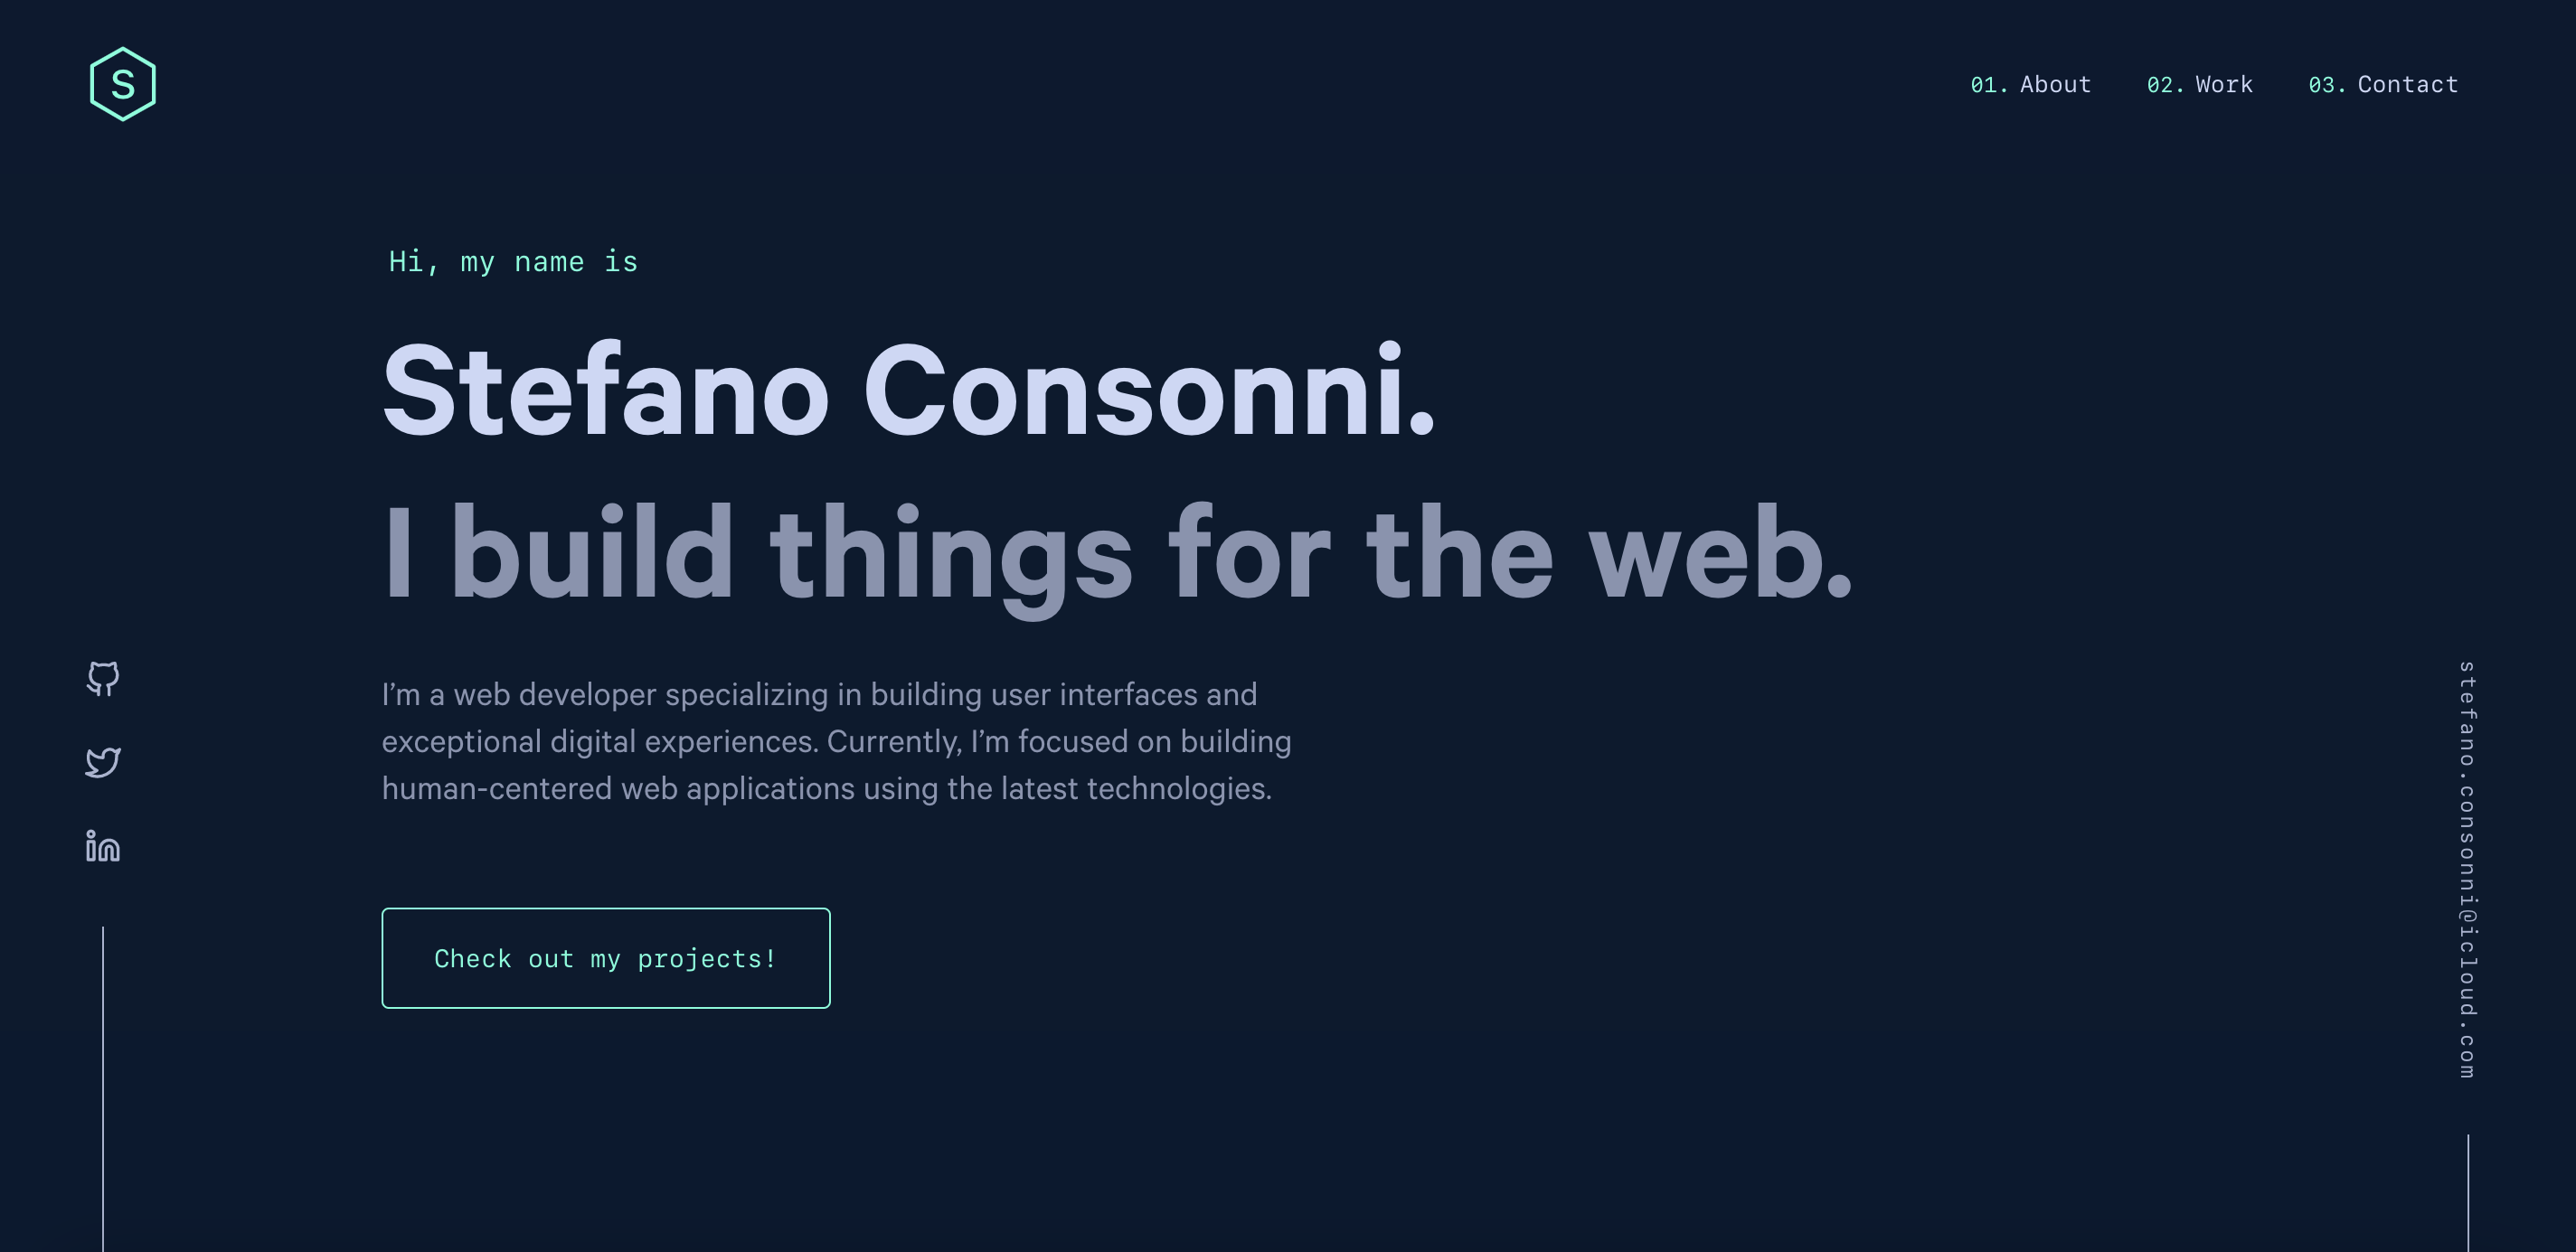 S
01. About 02. Work 03. Contact
Hi, my name is
Stefano Consonni.
I build things for the web.
I’m a web developer specializing in building user interfaces and
exceptional digital experiences. Currently, I’m focused on building
human-centered web applications using the latest technologies.
Check out my projects!
stefano.consonni@icloud.com